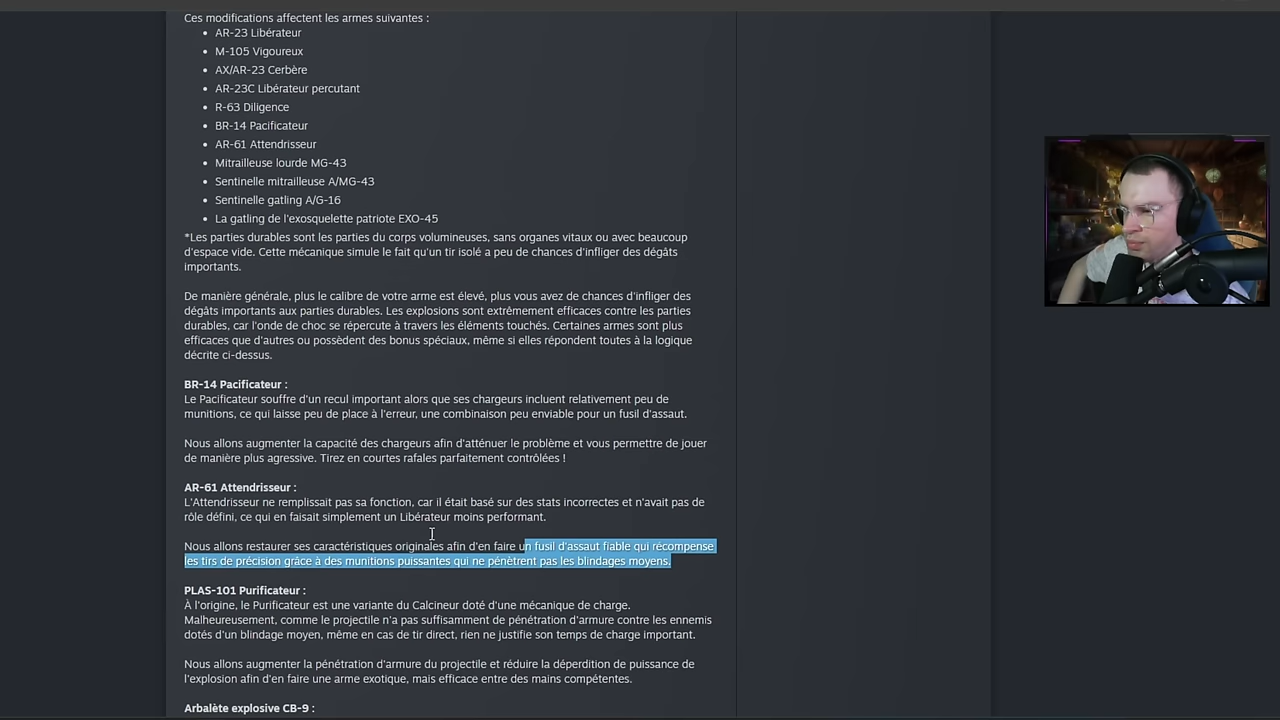 Ces modifications affectent les armes suivantes :
• AR-23 Libérateur
• M-105 Vigoureux
• AX/AR-23 Cerbère
• AR-23C Libérateur percutant
• R-63 Diligence
• BR-14 Pacificateur
• AR-61 Attendrisseur
• Mitrailleuse lourde MG-43
• Sentinelle mitrailleuse A/MG-43
• Sentinelle gatling A/G-16
• La gatling de l'exosquelette patriote EXO-45
*Les parties durables sont les parties du corps volumineuses, sans organes vitaux ou avec beaucoup
d'espace vide. Cette mécanique simule le fait qu'un tir isolé a peu de chances d'infliger des dégâts
importants.
De manière générale, plus le calibre de votre arme est élevé, plus vous avez de chances d'infliger des
dégâts importants aux parties durables. Les explosions sont extrêmement efficaces contre les parties
durables, car l'onde de choc se répercute à travers les éléments touchés. Certaines armes sont plus
efficaces que d'autres ou possèdent des bonus spéciaux, même si elles répondent toutes à la logique
décrite ci-dessus.
BR-14 Pacificateur :
Le Pacificateur souffre d'un recul important alors que ses chargeurs incluent relativement peu de
munitions, ce qui laisse peu de place à l'erreur, une combinaison peu enviable pour un fusil d'assaut.
Nous allons augmenter la capacité des chargeurs afin d'atténuer le problème et vous permettre de jouer
de manière plus agressive. Tirez en courtes rafales parfaitement contrôlées !
AR-61 Attendrisseur :
L'Attendrisseur ne remplissait pas sa fonction, car il était basé sur des stats incorrectes et n'avait pas de
rôle défini, ce qui en faisait simplement un Libérateur moins performant.
Nous allons restaurer ses caractéristiques originales afin d'en faire un fusil d'assaut fiable qui récompense
les tirs de précision grâce à des munitions puissantes qui ne pénètrent pas les blindages moyens.
PLAS-101 Purificateur :
À l'origine, le Purificateur est une variante du Calcineur doté d'une mécanique de charge.
Malheureusement, comme le projectile n'a pas suffisamment de pénétration d'armure contre les ennemis
dotés d'un blindage moyen, même en cas de tir direct, rien ne justifie son temps de charge important.
Nous allons augmenter la pénétration d'armure du projectile et réduire la déperdition de puissance de
l'explosion afin d'en faire une arme exotique, mais efficace entre des mains compétentes.
Arbalète explosive CB-9 :